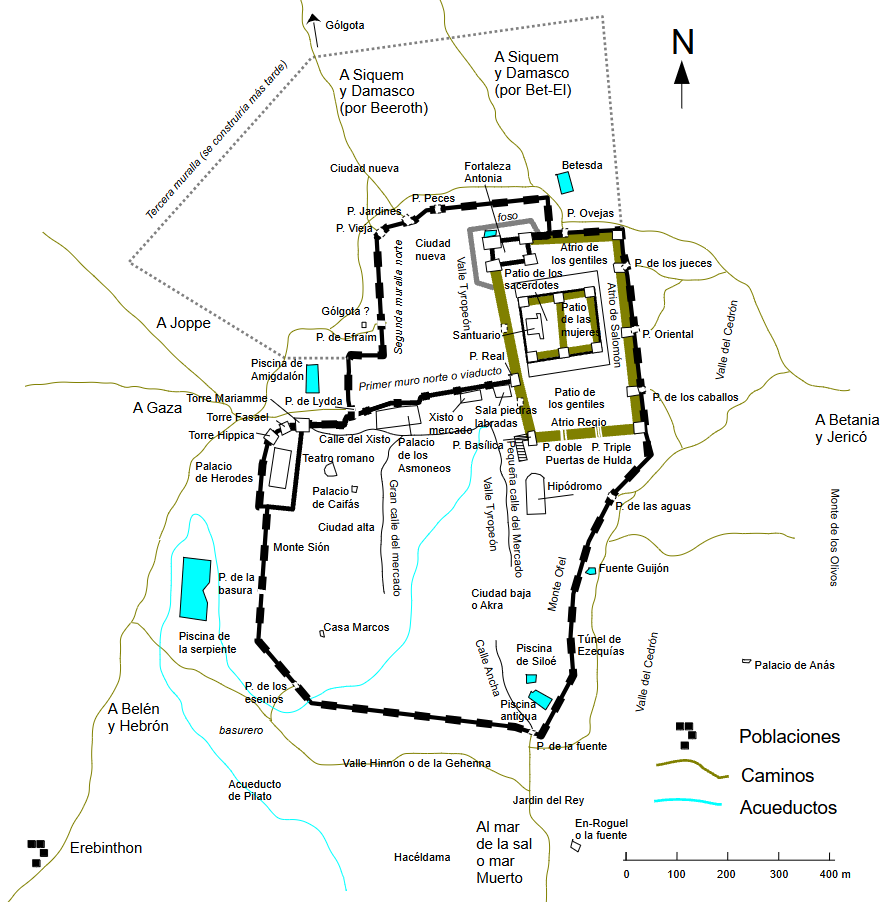 Gólgota
N
A Siquem
y Damasco
(por Beeroth)
A Siquem
y Damasco
(por Bet-El)
Tercera muralla (se construiría más tarde)
Ciudad nueva
Fortaleza
Antonia
Betesda
P. Peces
P. Jardines
P. Vieja
foso
P. Ovejas
Ciudad
nueva
Atrio de
los gentiles
P. de los jueces
Segunda muralla norte
Valle Tyropeón
Patio de los
sacerdotes
Atrio de Salomón
Valle del Cedrón
Gólgota ?
P. de Efraim
A Joppe
Santuario
Patio
de las
mujeres
P. Oriental
P. Real
Piscina de
Amigdalón
Primer muro norte o viaducto
Torre Mariamme
P. de Lydda
A Gaza
Torre Fasael
Torre Hippica
Xisto o
mercado
Sala piedras
labradas
Patio de
los gentiles
P. de los caballos
Atrio Regio
A Betania
y Jericó
Calle del Xisto
Palacio
de los
Asmoneos
P. Basílica
P. doble
P. Triple
Puertas de Hulda
Teatro romano
Palacio
de Herodes
Palacio
de Caifás
Gran calle del mercado
Valle Tyropeón
Pequeña calle del Mercado
Hipódromo
P. de las aguas
Monte de los Olivos
Ciudad alta
Monte Sión
P. de la
basura
Fuente Guijón
Monte Ofel
Ciudad baja
o Akra
Piscina de
la serpiente
Casa Marcos
Calle Ancha
Piscina
de Siloé
Túnel de
Ezequías
Valle del Cedrón
Palacio de Anás
P. de los
esenios
Piscina
antigua
A Belén
y Hebrón
basurero
P. de la fuente
Poblaciones
Valle Hinnon o de la Gehenna
Caminos
Acueducto
de Pilato
Jardin del Rey
Acueductos
Al mar
de la sal
o mar
Muerto
En-Roguel
o la fuente
Erebinthon
Hacéldama
0 100 200 300 400 m